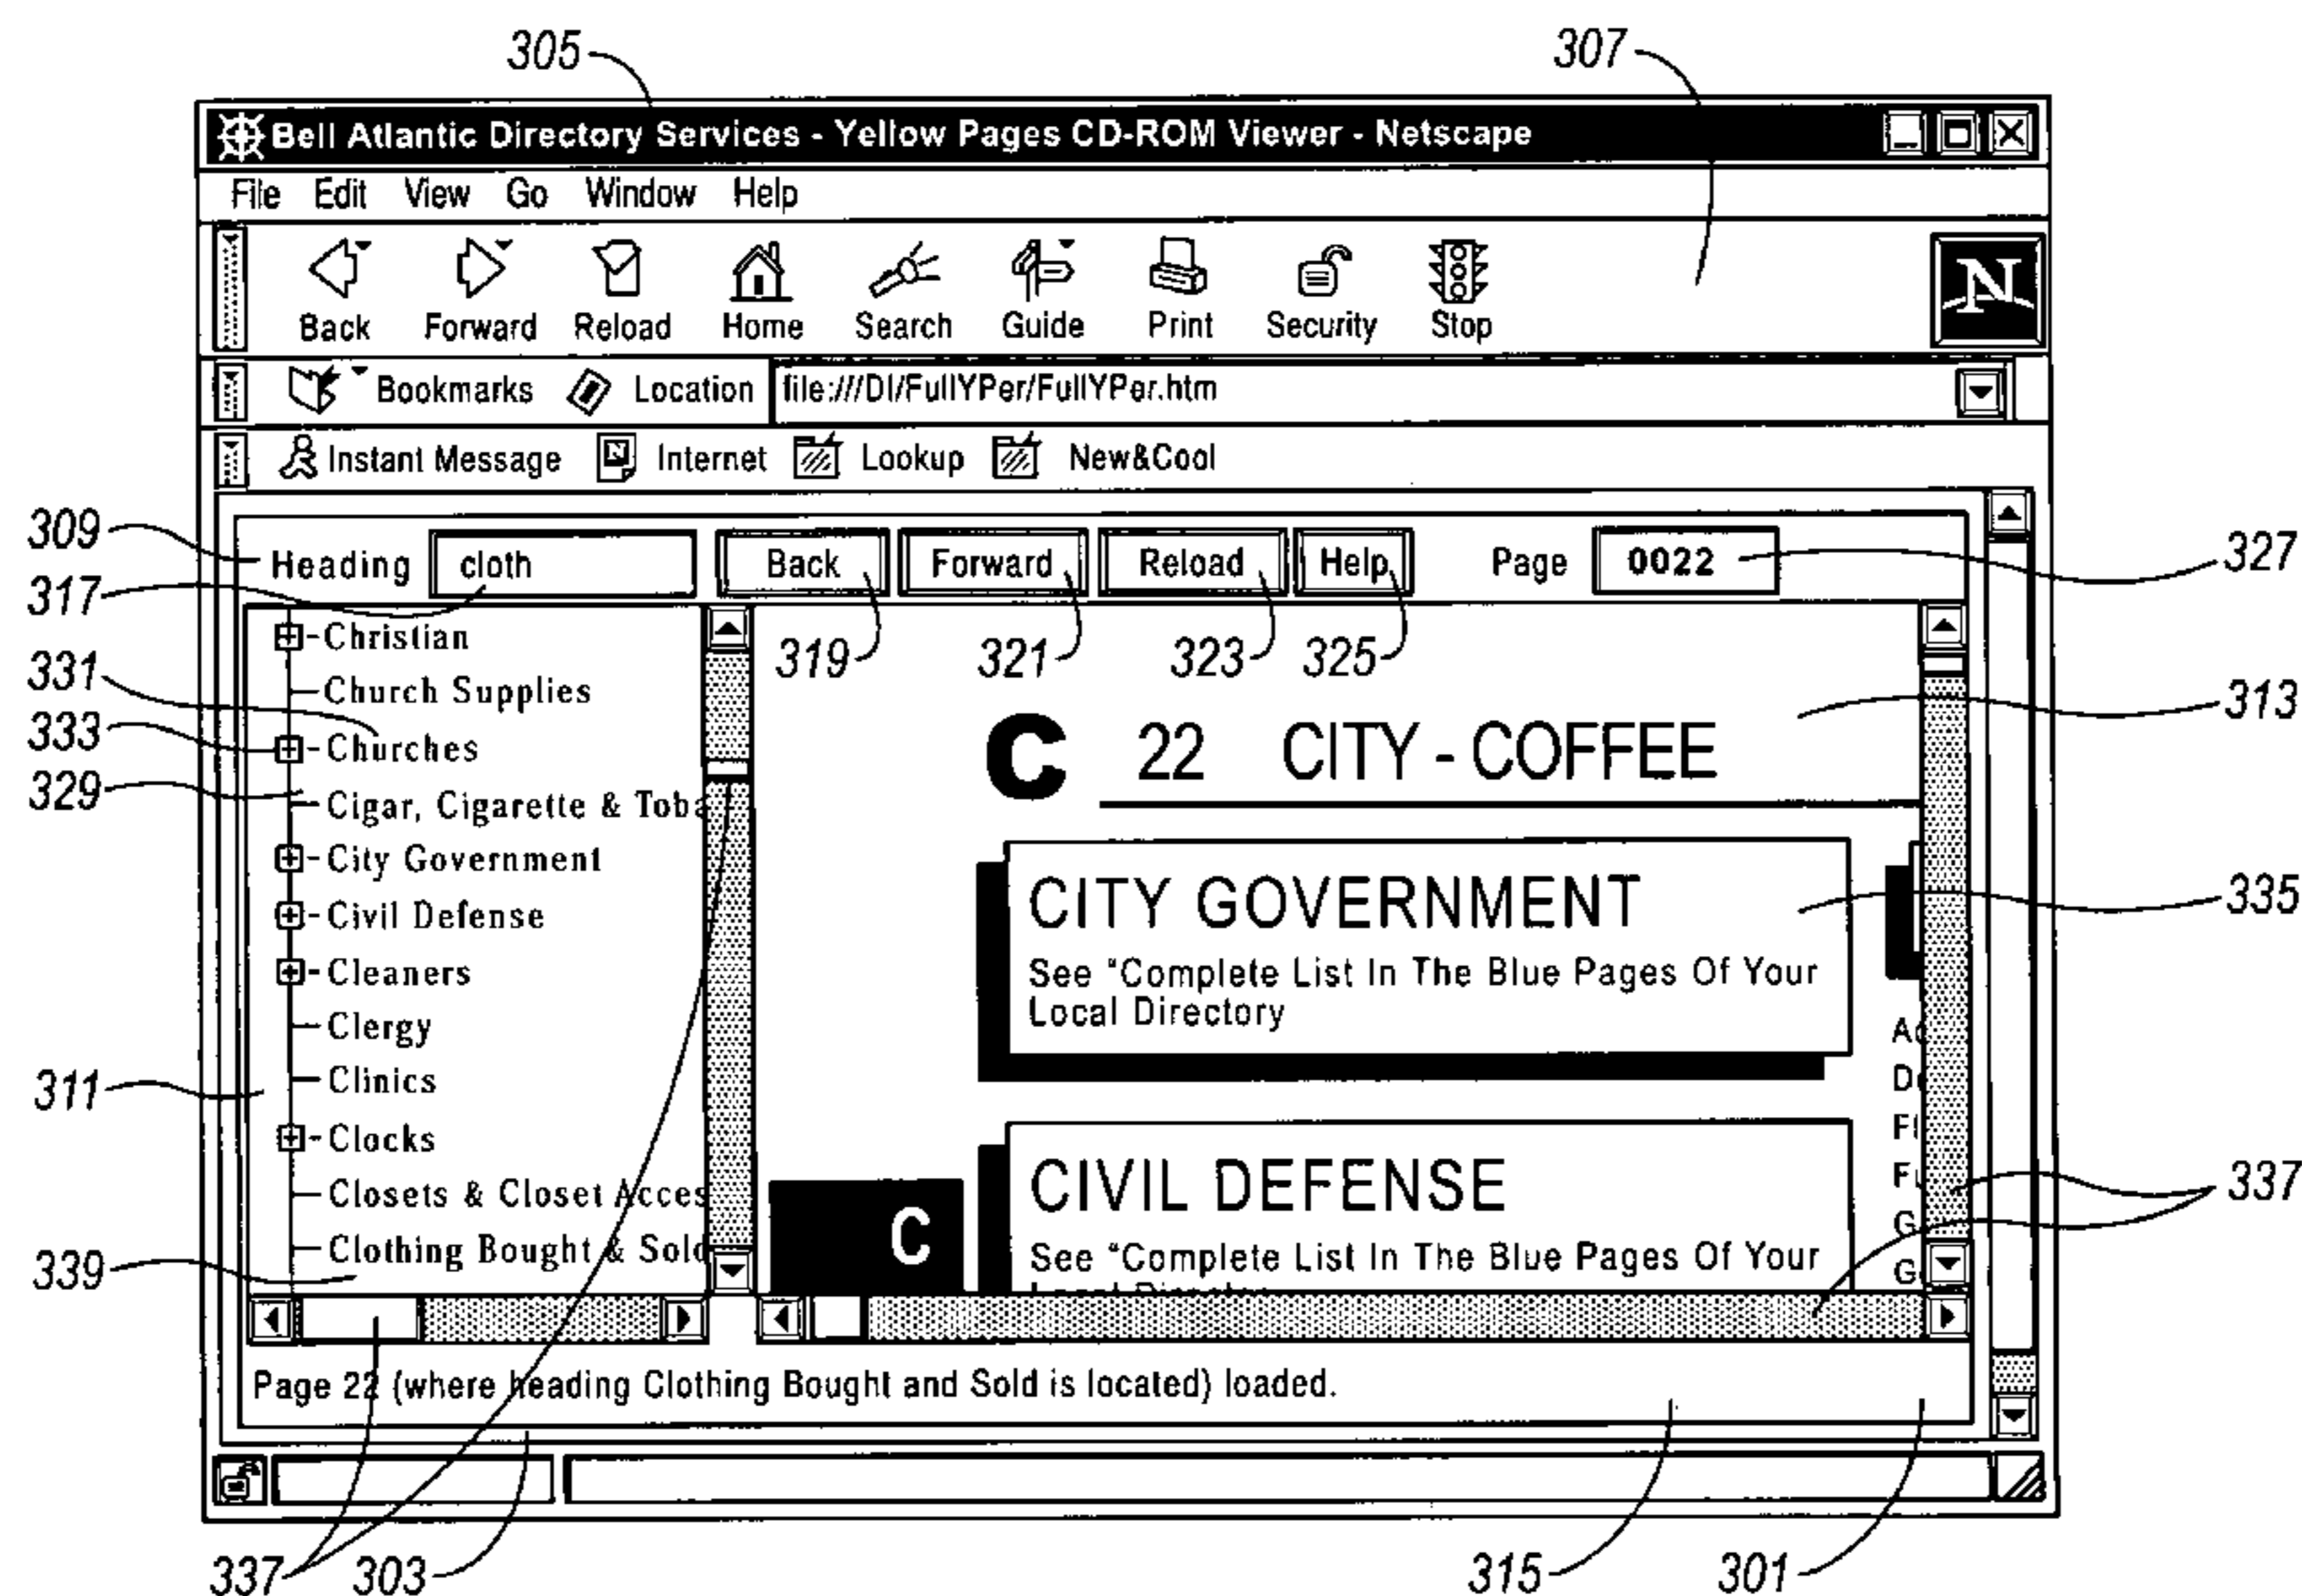 305
307
Bell Atlantic Directory Services - Yellow Pages CD-ROM Viewer - Netscape
File Edit View Go Window Help
Back Forward Reload Home Search Guide Print Security Stop
N
Bookmarks Location file:///DI/FullYPer/FullYPer.htm
Instant Message N Internet Lookup New&Cool
309
Heading cloth Back Forward Reload Help Page 0022
327
317
319 321 323 325
331
333
329
311
339
Christian
Church Supplies
Churches
Cigar, Cigarette & Toba
City Government
Civil Defense
Cleaners
Clergy
Clinics
Clocks
Closets & Closet Acces
Clothing Bought & Sold
C 22 CITY - COFFEE
313
CITY GOVERNMENT
335
See "Complete List In The Blue Pages Of Your
Local Directory
C
CIVIL DEFENSE
See "Complete List In The Blue Pages Of Your
337
Page 22 (where heading Clothing Bought and Sold is located) loaded.
337 303 315 301